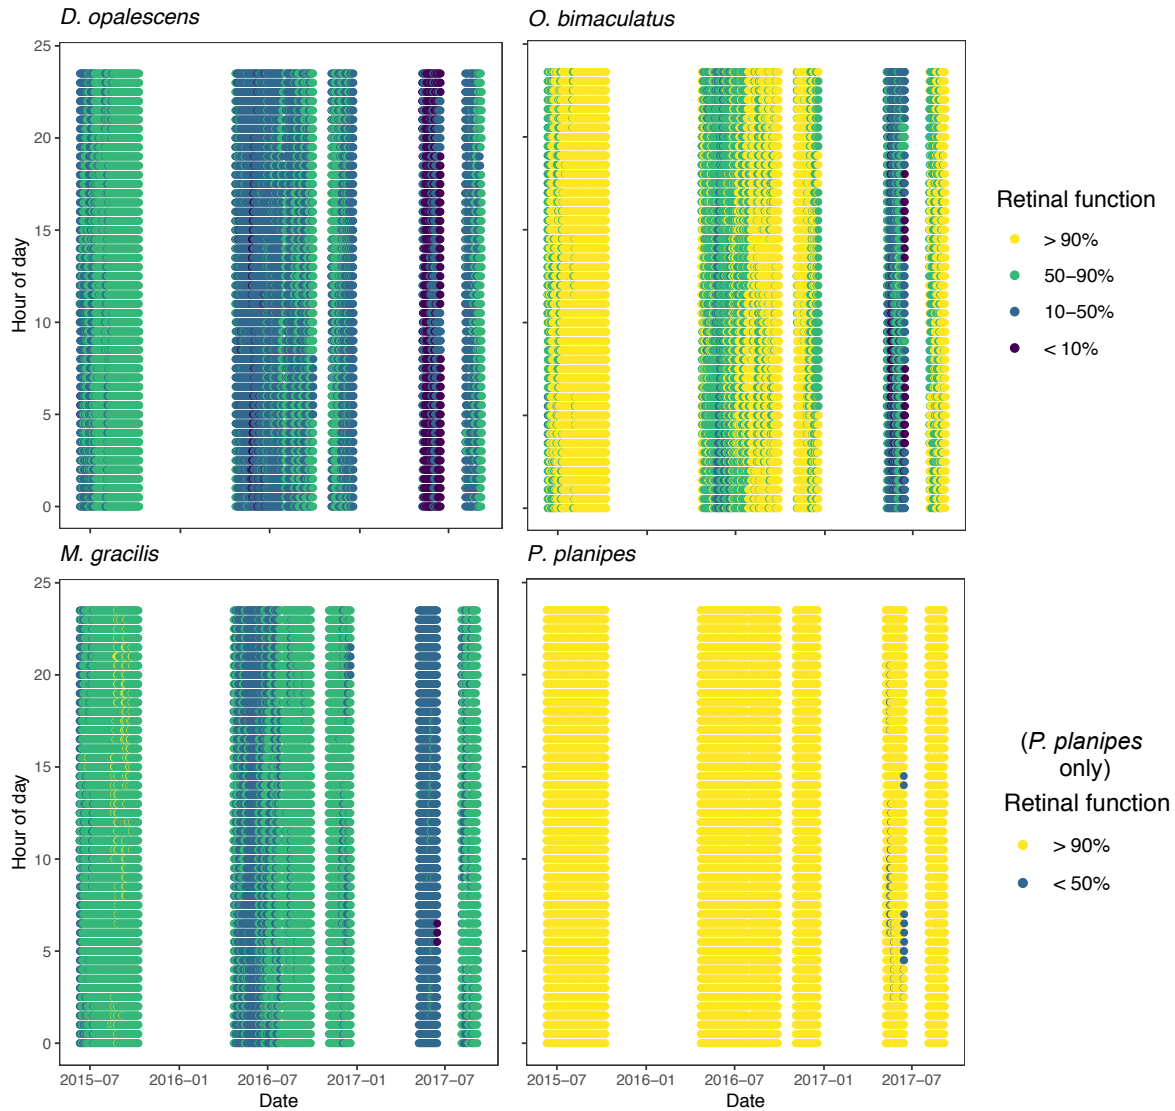 D. opalescens
O. bimaculatus
25
20
15
10
5
0
Hour of day
Retinal function
> 90%
50–90%
10–50%
< 10%
M. gracilis
P. planipes
25
20
15
10
5
0
Hour of day
(P. planipes
only)
Retinal function
> 90%
< 50%
2015–07 2016–01 2016–07 2017–01 2017–07
2015–07 2016–01 2016–07 2017–01 2017–07
Date
Date